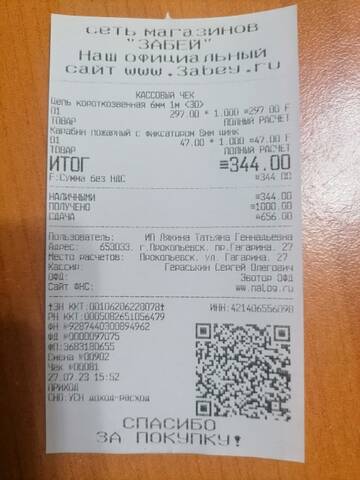 СЕТЬ МАГАЗИНОВ
"ЗАБЕЙ"
Наш официальный
сайт www.3abey.ru
КАССОВЫЙ ЧЕК
Цепь короткозвенная 6мм 1м <30>
01 297.00 * 1.000 =297.00 F
ТОВАР ПОЛНЫЙ РАСЧЕТ
Карабин пожарный с фиксатором 8мм цинк
01 47.00 * 1.000 =47.00 F
ТОВАР ПОЛНЫЙ РАСЧЕТ
ИТОГ =344.00
F:Сумма без НДС =344.00
НАЛИЧНЫМИ =344.00
ПОЛУЧЕНО =1000.00
СДАЧА =656.00
Пользователь: ИП Лякина Татьяна Геннадьевна
Адрес: 653033, г.Прокопьевск, пр.Гагарина, 27
Место расчетов: Прокопьевск, ул. Гагарина, 27
Кассир: Гераськин Сергей Олегович
ОФД: Эвотор ОФД
Сайт ФНС: www.nalog.ru
ЗН ККТ:00106206220078 ИНН:421406556098
РН ККТ:0005082651056479
ФН №9287440300894962
ФД №0000097075
ФП:3683180655
Смена №00902
Чек №00081
27.07.23 15:52
ПРИХОД
СНО:УСН доход-расход
СПАСИБО
ЗА ПОКУПКУ!